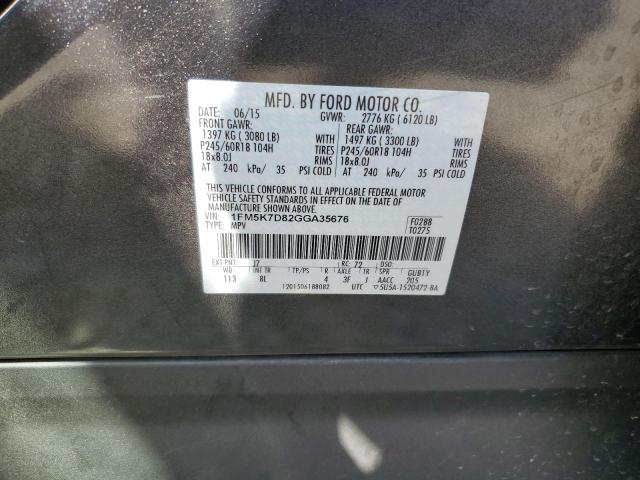 MFD. BY FORD MOTOR CO.
DATE: 06/15 GVWR: 2776 KG ( 6120 LB)
FRONT GAWR: REAR GAWR:
1397 KG ( 3080 LB) WITH 1497 KG ( 3300 LB) WITH
P245/60R18 104H TIRES P245/60R18 104H TIRES
18x8.0J RIMS 18x8.0J RIMS
AT 240 kPa/ 35 PSI COLD AT 240 kPa/ 35 PSI COLD
THIS VEHICLE CONFORMS TO ALL APPLICABLE FEDERAL MOTOR
VEHICLE SAFETY STANDARDS IN EFFECT ON THE DATE OF
MANUFACTURE SHOWN ABOVE.
VIN: 1FM5K7D82GGA35676 F0288
TYPE: MPV T0275
EXT PNT: J7 RC: 72 DSO:
WB INT TR TP/PS R AXLE TR SPR GUBTY
113 8L 4 3F J AACC 205
1201506188082 UTC ▽5U5A-1520472-BA